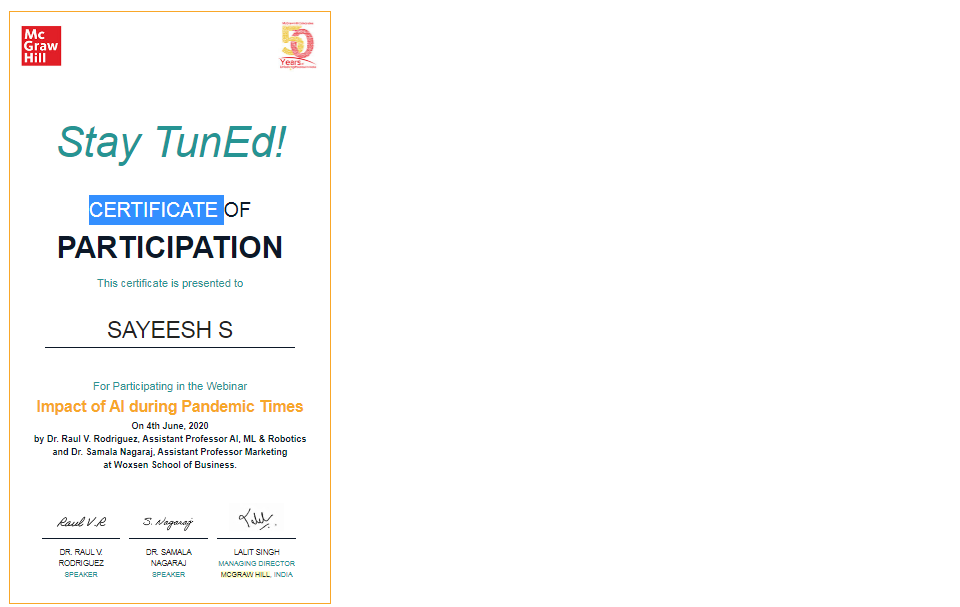 Mc
Graw
Hill
50
Years
Stay TunEd!
CERTIFICATE OF
PARTICIPATION
This certificate is presented to
SAYEESH S
For Participating in the Webinar
Impact of AI during Pandemic Times
On 4th June, 2020
by Dr. Raul V. Rodriguez, Assistant Professor AI, ML & Robotics
and Dr. Samala Nagaraj, Assistant Professor Marketing
at Woxsen School of Business.
Raul V.R S. Nagaraj
DR. RAUL V. DR. SAMALA LALIT SINGH
RODRIGUEZ NAGARAJ MANAGING DIRECTOR
SPEAKER SPEAKER MCGRAW HILL, INDIA